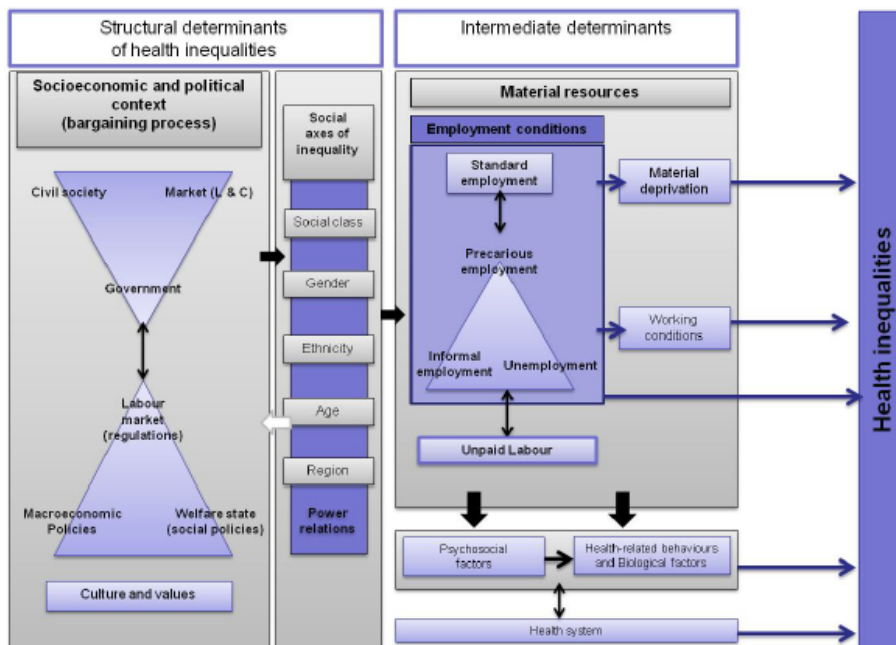 Structural determinants
of health inequalities
Intermediate determinants
Socioeconomic and political
context
(bargaining process)
Civil society
Market (L & C)
Government
Labour
market
(regulations)
Macroeconomic
Policies
Welfare state
(social policies)
Culture and values
Social
axes of
inequality
Social class
Gender
Ethnicity
Age
Region
Power
relations
Material resources
Employment conditions
Standard
employment
Precarious
employment
Informal
employment
Unemployment
Unpaid Labour
Material
deprivation
Working
conditions
Psychosocial
factors
Health-related behaviours
and Biological factors
Health system
Health inequalities